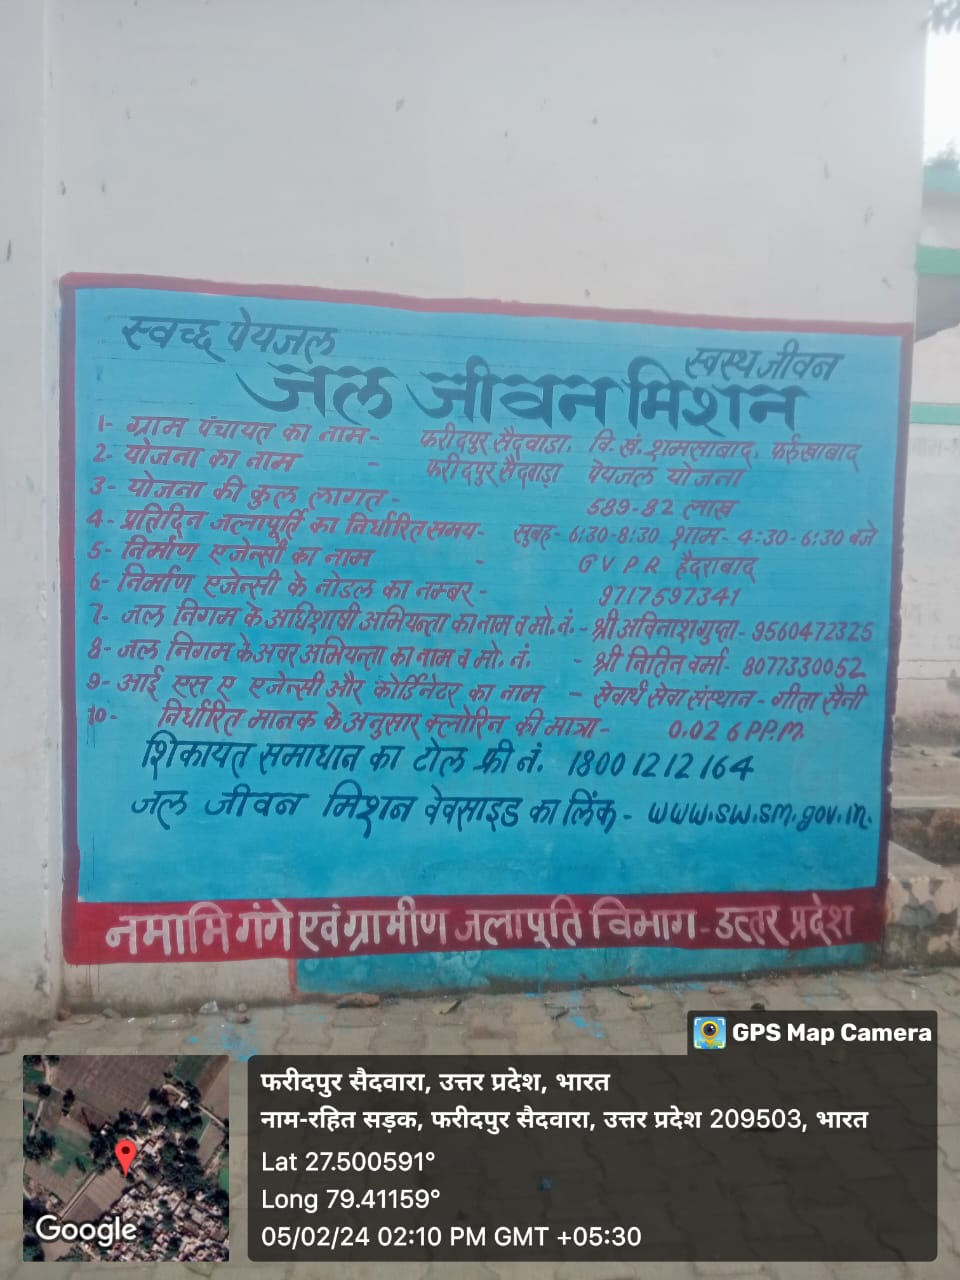 स्वच्छ पेयजल
स्वस्थ जीवन
जल जीवन मिशन
1- ग्राम पंचायत का नाम- फरीदपुर सैदवाडा, वि. खं. शमसाबाद, फर्रुखाबाद
2- योजना का नाम - फरीदपुर सैदवाडा पेयजल योजना
3- योजना की कुल लागत- 589-82 लाख
4- प्रतिदिन जलापूर्ति का निर्धारित समय- सुबह- 6:30-8:30 शाम- 4:30-6:30 बजे
5- निर्माण एजेन्सी का नाम - G V P R हैदराबाद
6- निर्माण एजेन्सी के नोडल का नम्बर- 9717597341
7- जल निगम के अधिशाषी अभियन्ता का नाम व मो. नं. - श्री अविनाश गुप्ता- 9560472325
8- जल निगम के अवर अभियन्ता का नाम व मो. नं. - श्री नितिन वर्मा- 8077330052
9- आई एस ए एजेन्सी और कोर्डिनेटर का नाम - सेवार्थ सेवा संस्थान - गीता सैनी
10- निर्धारित मानक के अनुसार क्लोरिन की मात्रा- 0.02 6 PP.M.
शिकायत समाधान का टोल फ्री नं. 1800 1212 164
जल जीवन मिशन वेवसाइड का लिंक- www.sw.sm.gov.in.
नमामि गंगे एवं ग्रामीण जलापूति विभाग - उत्तर प्रदेश
GPS Map Camera
फरीदपुर सैदवारा, उत्तर प्रदेश, भारत
नाम-रहित सड़क, फरीदपुर सैदवारा, उत्तर प्रदेश 209503, भारत
Lat 27.500591°
Long 79.41159°
05/02/24 02:10 PM GMT +05:30
Google